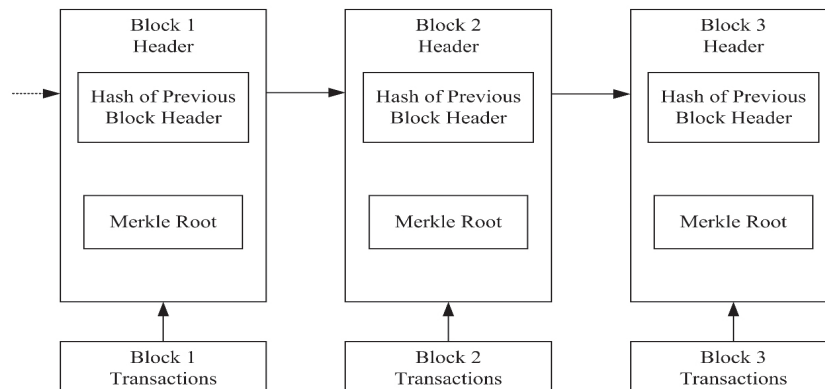 Block 1
Header
Hash of Previous
Block Header
Merkle Root
Block 1
Transactions
Block 2
Header
Hash of Previous
Block Header
Merkle Root
Block 2
Transactions
Block 3
Header
Hash of Previous
Block Header
Merkle Root
Block 3
Transactions